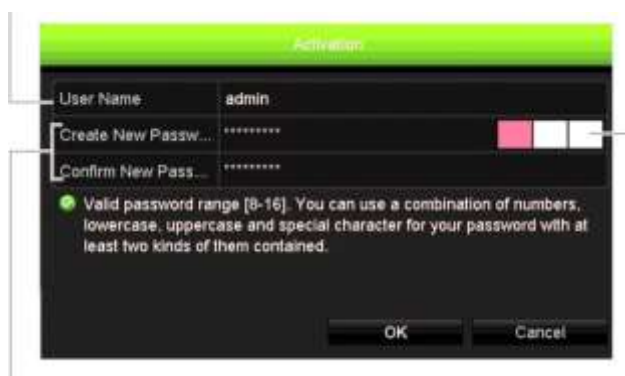 Activation
User Name admin
Create New Passw... *********
Confirm New Pass... *********
Valid password range [8-16]. You can use a combination of numbers,
lowercase, uppercase and special character for your password with at
least two kinds of them contained.
OK Cancel